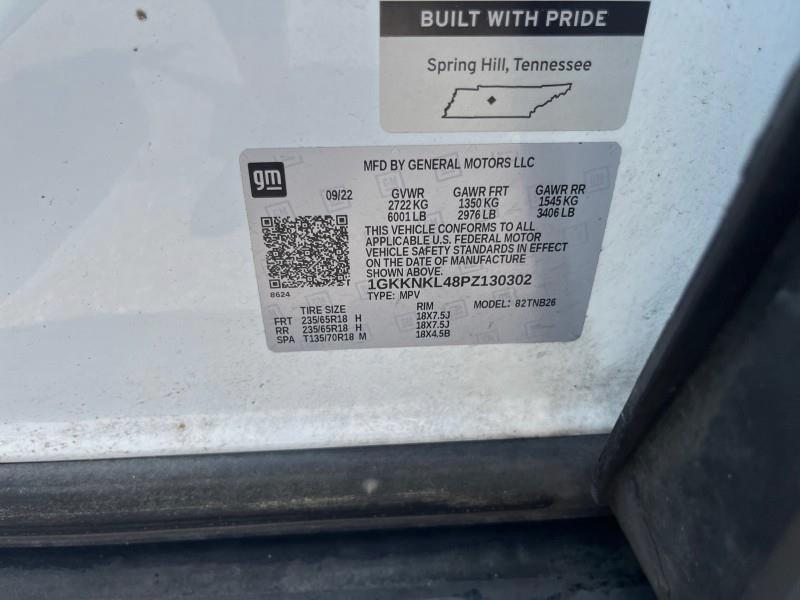 BUILT WITH PRIDE
Spring Hill, Tennessee
gm
MFD BY GENERAL MOTORS LLC
09/22 GVWR GAWR FRT GAWR RR
2722 KG 1350 KG 1545 KG
6001 LB 2976 LB 3406 LB
THIS VEHICLE CONFORMS TO ALL
APPLICABLE U.S. FEDERAL MOTOR
VEHICLE SAFETY STANDARDS IN EFFECT
ON THE DATE OF MANUFACTURE
SHOWN ABOVE.
1GKKNKL48PZ130302
8624
TYPE: MPV MODEL: 82TNB26
TIRE SIZE RIM
FRT 235/65R18 H 18X7.5J
RR 235/65R18 H 18X7.5J
SPA T135/70R18 M 18X4.5B